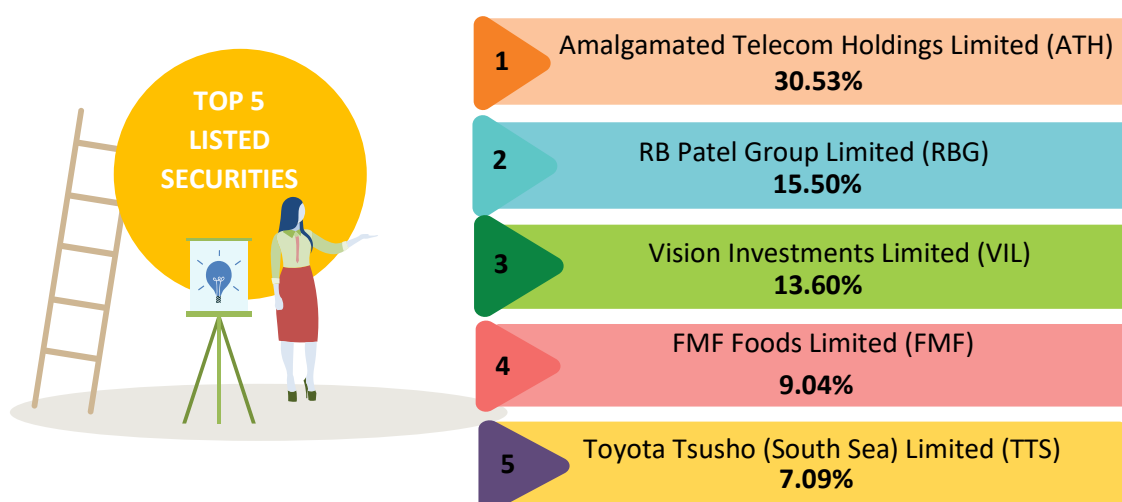 TOP 5
LISTED
SECURITIES
1
Amalgamated Telecom Holdings Limited (ATH)
30.53%
2
RB Patel Group Limited (RBG)
15.50%
3
Vision Investments Limited (VIL)
13.60%
4
FMF Foods Limited (FMF)
9.04%
5
Toyota Tsusho (South Sea) Limited (TTS)
7.09%